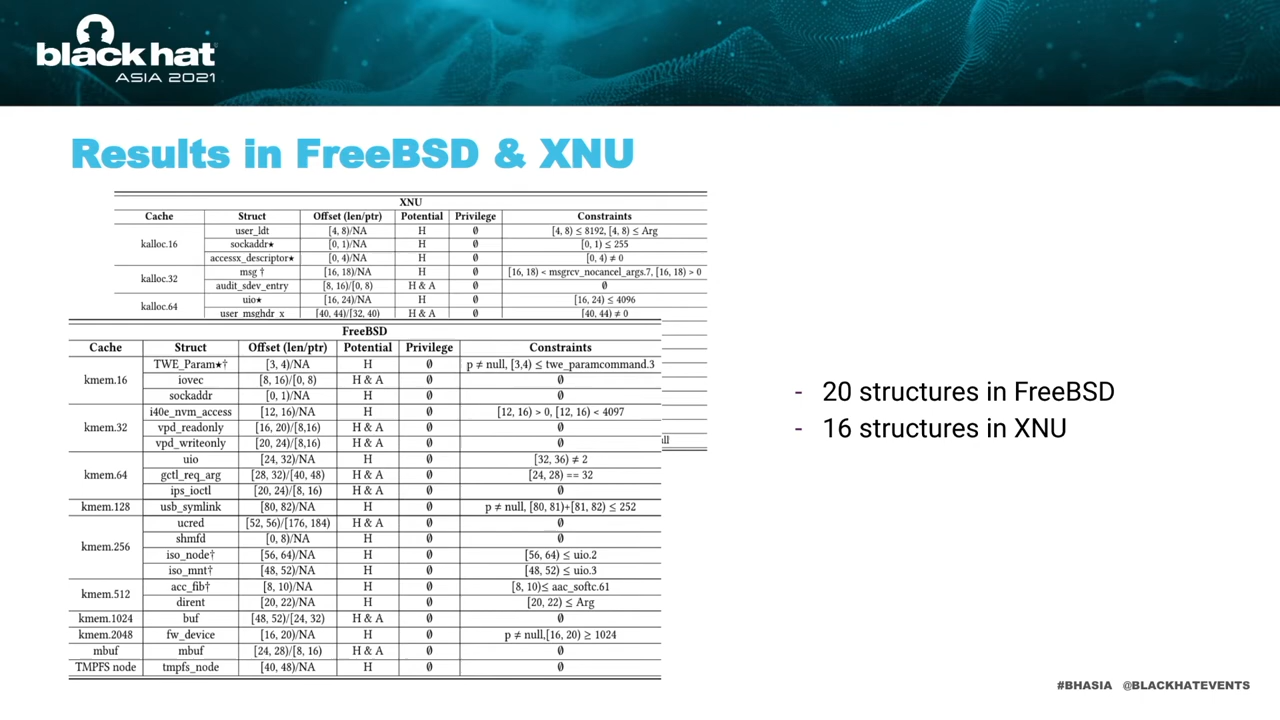 black hat
ASIA 2021
Results in FreeBSD & XNU
XNU
Cache Struct Offset (len/ptr) Potential Privilege Constraints
kalloc.16
user_ldt [4, 8)/NA H ∅ [4, 8) ≤ 8192, [4, 8) ≤ Arg
sockaddr★ [0, 1)/NA H ∅ [0, 1) ≤ 255
accessx_descriptor★ [0, 4)/NA H ∅ [0, 4) ≠ 0
kalloc.32
msg † [16, 18)/NA H ∅ [16, 18) < msgrcv_nocancel_args.7, [16, 18) > 0
audit_sdev_entry [8, 16)/[0, 8) H & A ∅ ∅
kalloc.64
uio★ [16, 24)/NA H ∅ [16, 24) ≤ 4096
user_msghdr_x [40, 44)/[32, 40) H & A ∅ [40, 44) ≠ 0
FreeBSD
Cache Struct Offset (len/ptr) Potential Privilege Constraints
kmem.16
TWE_Param★† [3, 4)/NA H ∅ p ≠ null, [3,4) ≤ twe_paramcommand.3
iovec [8, 16)/[0, 8) H & A ∅ ∅
sockaddr [0, 1)/NA H ∅ ∅
kmem.32
i40e_nvm_access [12, 16)/NA H ∅ [12, 16) > 0, [12, 16) < 4097
vpd_readonly [16, 20)/[8,16) H & A ∅ ∅
vpd_writeonly [20, 24)/[8,16) H & A ∅ ∅
kmem.64
uio [24, 32)/NA H ∅ [32, 36) ≠ 2
gctl_req_arg [28, 32)/[40, 48) H & A ∅ [24, 28) == 32
ips_ioctl [20, 24)/[8, 16) H & A ∅ ∅
kmem.128 usb_symlink [80, 82)/NA H ∅ p ≠ null, [80, 81)+[81, 82) ≤ 252
kmem.256
ucred [52, 56)/[176, 184) H & A ∅ ∅
shmfd [0, 8)/NA H ∅ ∅
iso_node† [56, 64)/NA H ∅ [56, 64) ≤ uio.2
iso_mnt† [48, 52)/NA H ∅ [48, 52) ≤ uio.3
kmem.512
acc_fib† [8, 10)/NA H ∅ [8, 10)≤ aac_softc.61
dirent [20, 22)/NA H ∅ [20, 22) ≤ Arg
kmem.1024 buf [48, 52)/[24, 32) H & A ∅ ∅
kmem.2048 fw_device [16, 20)/NA H ∅ p ≠ null,[16, 20) ≥ 1024
mbuf mbuf [24, 28)/[8, 16) H & A ∅ ∅
TMPFS node tmpfs_node [40, 48)/NA H ∅ ∅
- 20 structures in FreeBSD
- 16 structures in XNU
#BHASIA @BLACKHATEVENTS